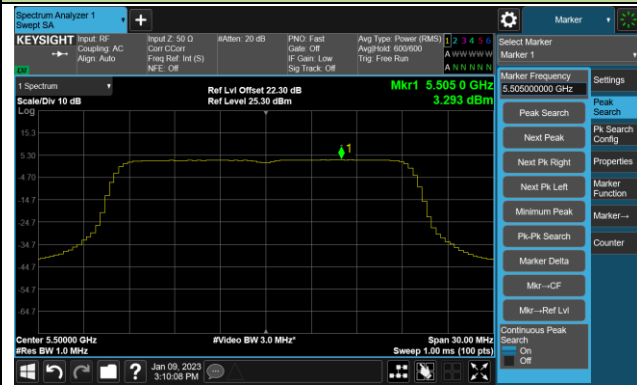 Spectrum Analyzer 1
Swept SA
Marker
KEYSIGHT
Input: RF
Coupling: AC
Align: Auto
Input Z: 50 Ω
Corr CCorr
Freq Ref: Int (S)
NFE: Off
#Atten: 20 dB
PNO: Fast
Gate: Off
IF Gain: Low
Sig Track: Off
Avg Type: Power (RMS)
Avg|Hold: 600/600
Trig: Free Run
1 2 3 4 5 6
A W W W W W
A N N N N N
Select Marker
Marker 1
1 Spectrum
Scale/Div 10 dB
Log
Ref Lvl Offset 22.30 dB
Ref Level 25.30 dBm
Mkr1 5.505 0 GHz
3.293 dBm
15.3
5.30
-4.70
-14.7
-24.7
-34.7
-44.7
-54.7
-64.7
1
Center 5.50000 GHz
#Res BW 1.0 MHz
#Video BW 3.0 MHz*
Span 30.00 MHz
Sweep 1.00 ms (100 pts)
Marker Frequency
5.505000000 GHz
Peak Search
Next Peak
Next Pk Right
Next Pk Left
Minimum Peak
Pk-Pk Search
Marker Delta
Mkr→CF
Mkr→Ref Lvl
Continuous Peak
Search
On
Off
Settings
Peak
Search
Pk Search
Config
Properties
Marker
Function
Marker→
Counter
?
Jan 09, 2023
3:10:08 PM